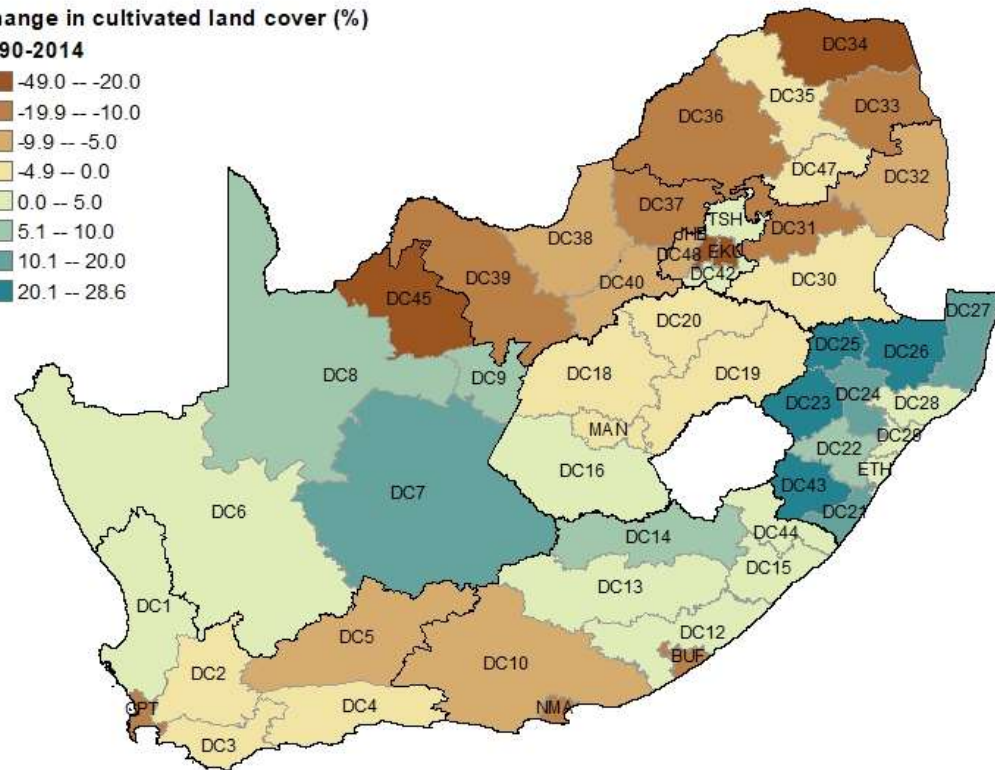 hange in cultivated land cover (%)
90-2014
-49.0 -- -20.0
-19.9 -- -10.0
-9.9 -- -5.0
-4.9 -- 0.0
0.0 -- 5.0
5.1 -- 10.0
10.1 -- 20.0
20.1 -- 28.6
DC34
DC35
DC33
DC36
DC47
DC32
DC37
TSH
DC31
DC38
JHB
DC48
EKU
DC42
DC39
DC40
DC30
DC45
DC27
DC20
DC25
DC26
DC8
DC9
DC18
DC19
DC24
DC23
DC28
MAN
DC29
DC22
DC16
ETH
DC7
DC43
DC21
DC6
DC14
DC44
DC15
DC13
DC1
DC12
DC5
DC10
BUF
DC2
DC4
PT
NMA
DC3